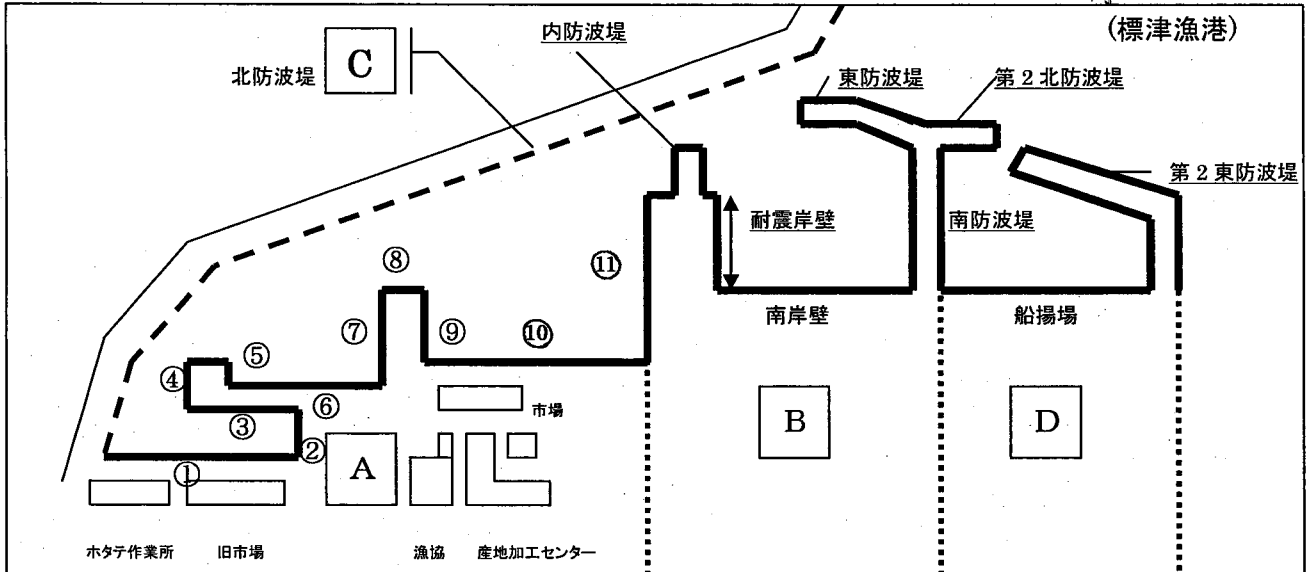 (標津漁港)
内防波堤
北防波堤
C
東防波堤
第2北防波堤
第2東防波堤
耐震岸壁
南防波堤
⑧
⑪
南岸壁
船揚場
⑦
⑨
⑩
⑤
④
⑥
③
市場
B
D
②
A
①
ホタテ作業所
旧市場
漁協
産地加工センター